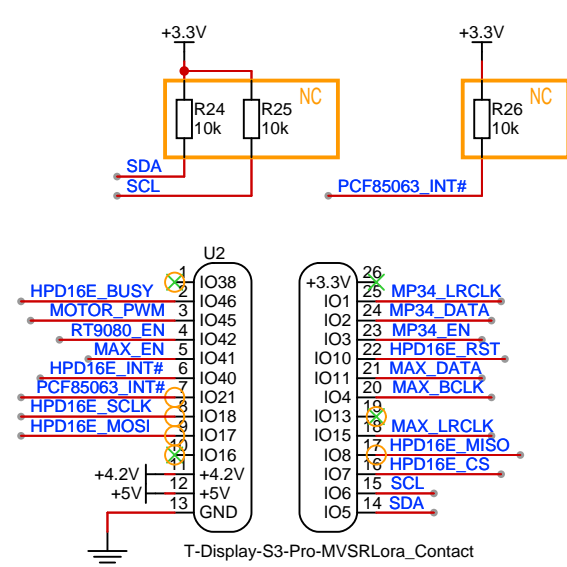 +3.3V
+3.3V
NC
NC
R24
10k
R25
10k
R26
10k
SDA
SCL
PCF85063_INT#
U2
1
IO38
HPD16E_BUSY 2 IO46
MOTOR_PWM 3 IO45
RT9080_EN 4 IO42
MAX_EN 5 IO41
HPD16E_INT# 6 IO40
PCF85063_INT# 7 IO21
HPD16E_SCLK 8 IO18
HPD16E_MOSI 9 IO17
10 IO16
+4.2V 11 +4.2V
+5V 12 +5V
13 GND
+3.3V 26
IO1 25 MP34_LRCLK
IO2 24 MP34_DATA
IO3 23 MP34_EN
IO10 22 HPD16E_RST
IO11 21 MAX_DATA
IO4 20 MAX_BCLK
IO13 19
IO15 18 MAX_LRCLK
IO8 17 HPD16E_MISO
IO7 16 HPD16E_CS
IO6 15 SCL
IO5 14 SDA
T-Display-S3-Pro-MVSRLora_Contact